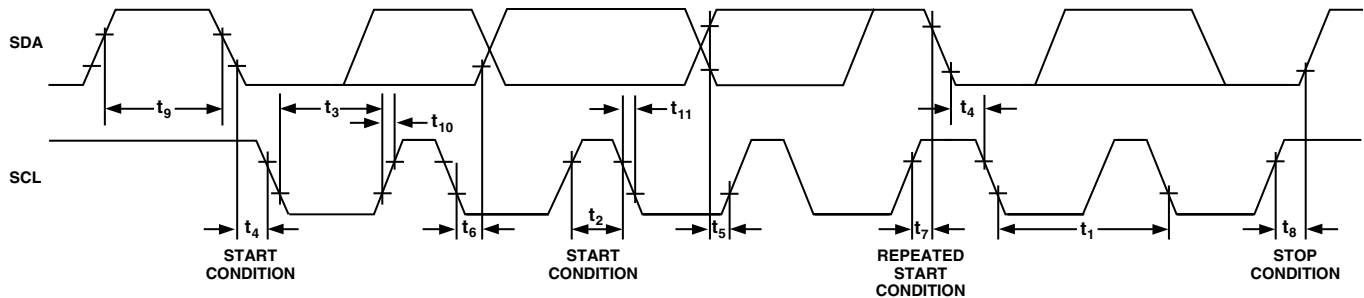 SDA
t9
t3
t10
t11
t4
SCL
t4
t6
t2
t5
t7
t1
t8
START
CONDITION
START
CONDITION
REPEATED
START
CONDITION
STOP
CONDITION